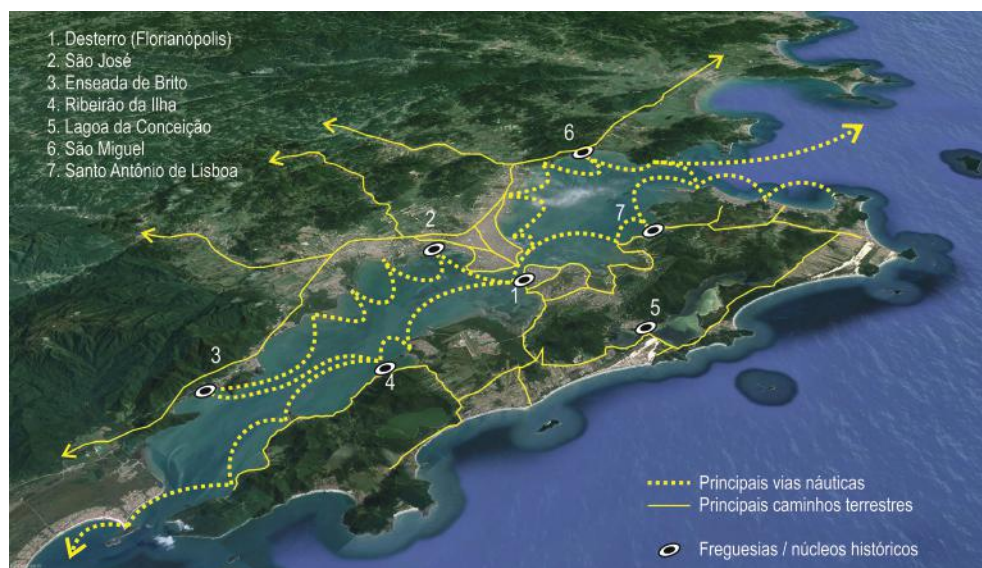 1. Desterro (Florianópolis)
2. São José
3. Enseada de Brito
4. Ribeirão da Ilha
5. Lagoa da Conceição
6. São Miguel
7. Santo Antônio de Lisboa
6
7
2
1
5
3
4
Principais vias náuticas
Principais caminhos terrestres
Freguesias / núcleos históricos